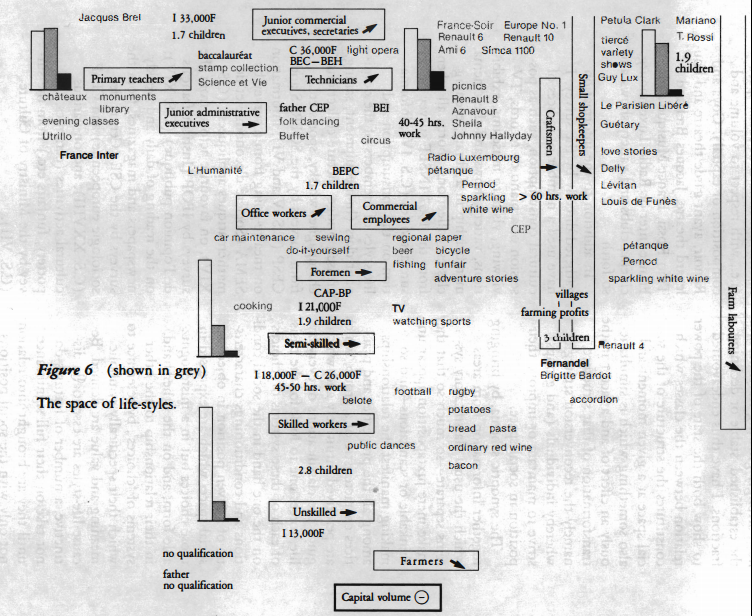 Jacques Brel
I 33,000F
1.7 children
Junior commercial
executives, secretaries
France-Soir
Europe No. 1
Renault 6
Renault 10
Ami 6
Simca 1100
Petula Clark
Mariano
T. Rossi
tiercé
variety
shows
Guy Lux
1.9
children
baccalauréat
stamp collection
Science et Vie
C 36,000F
light opera
BEC – BEH
Primary teachers
Technicians
châteaux
monuments
library
evening classes
Utrillo
Junior administrative
executives
father CEP
folk dancing
Buffet
BEI
circus
40-45 hrs.
work
picnics
Renault 8
Aznavour
Sheila
Johnny Hallyday
Craftsmen
Small shopkeepers
Le Parisien Libéré
Guétary
France Inter
L'Humanité
BEPC
1.7 children
Radio Luxembourg
pétanque
Pernod
sparkling
white wine
> 60 hrs. work
love stories
Delly
Lévitan
Louis de Funès
Office workers
Commercial
employees
CEP
car maintenance
sewing
do-it-yourself
regional paper
beer
bicycle
fishing
funfair
adventure stories
pétanque
Pernod
sparkling white wine
Foremen
Farm labourers
CAP-BP
I 21,000F
1.9 children
cooking
TV
watching sports
villages
farming profits
3 children
Renault 4
Semi-skilled
Fernandel
Brigitte Bardot
Figure 6 (shown in grey)
The space of life-styles.
I 18,000F – C 26,000F
45-50 hrs. work
belote
football
rugby
potatoes
accordion
Skilled workers
bread
pasta
public dances
ordinary red wine
bacon
2.8 children
Unskilled
I 13,000F
no qualification
father
no qualification
Farmers
Capital volume −